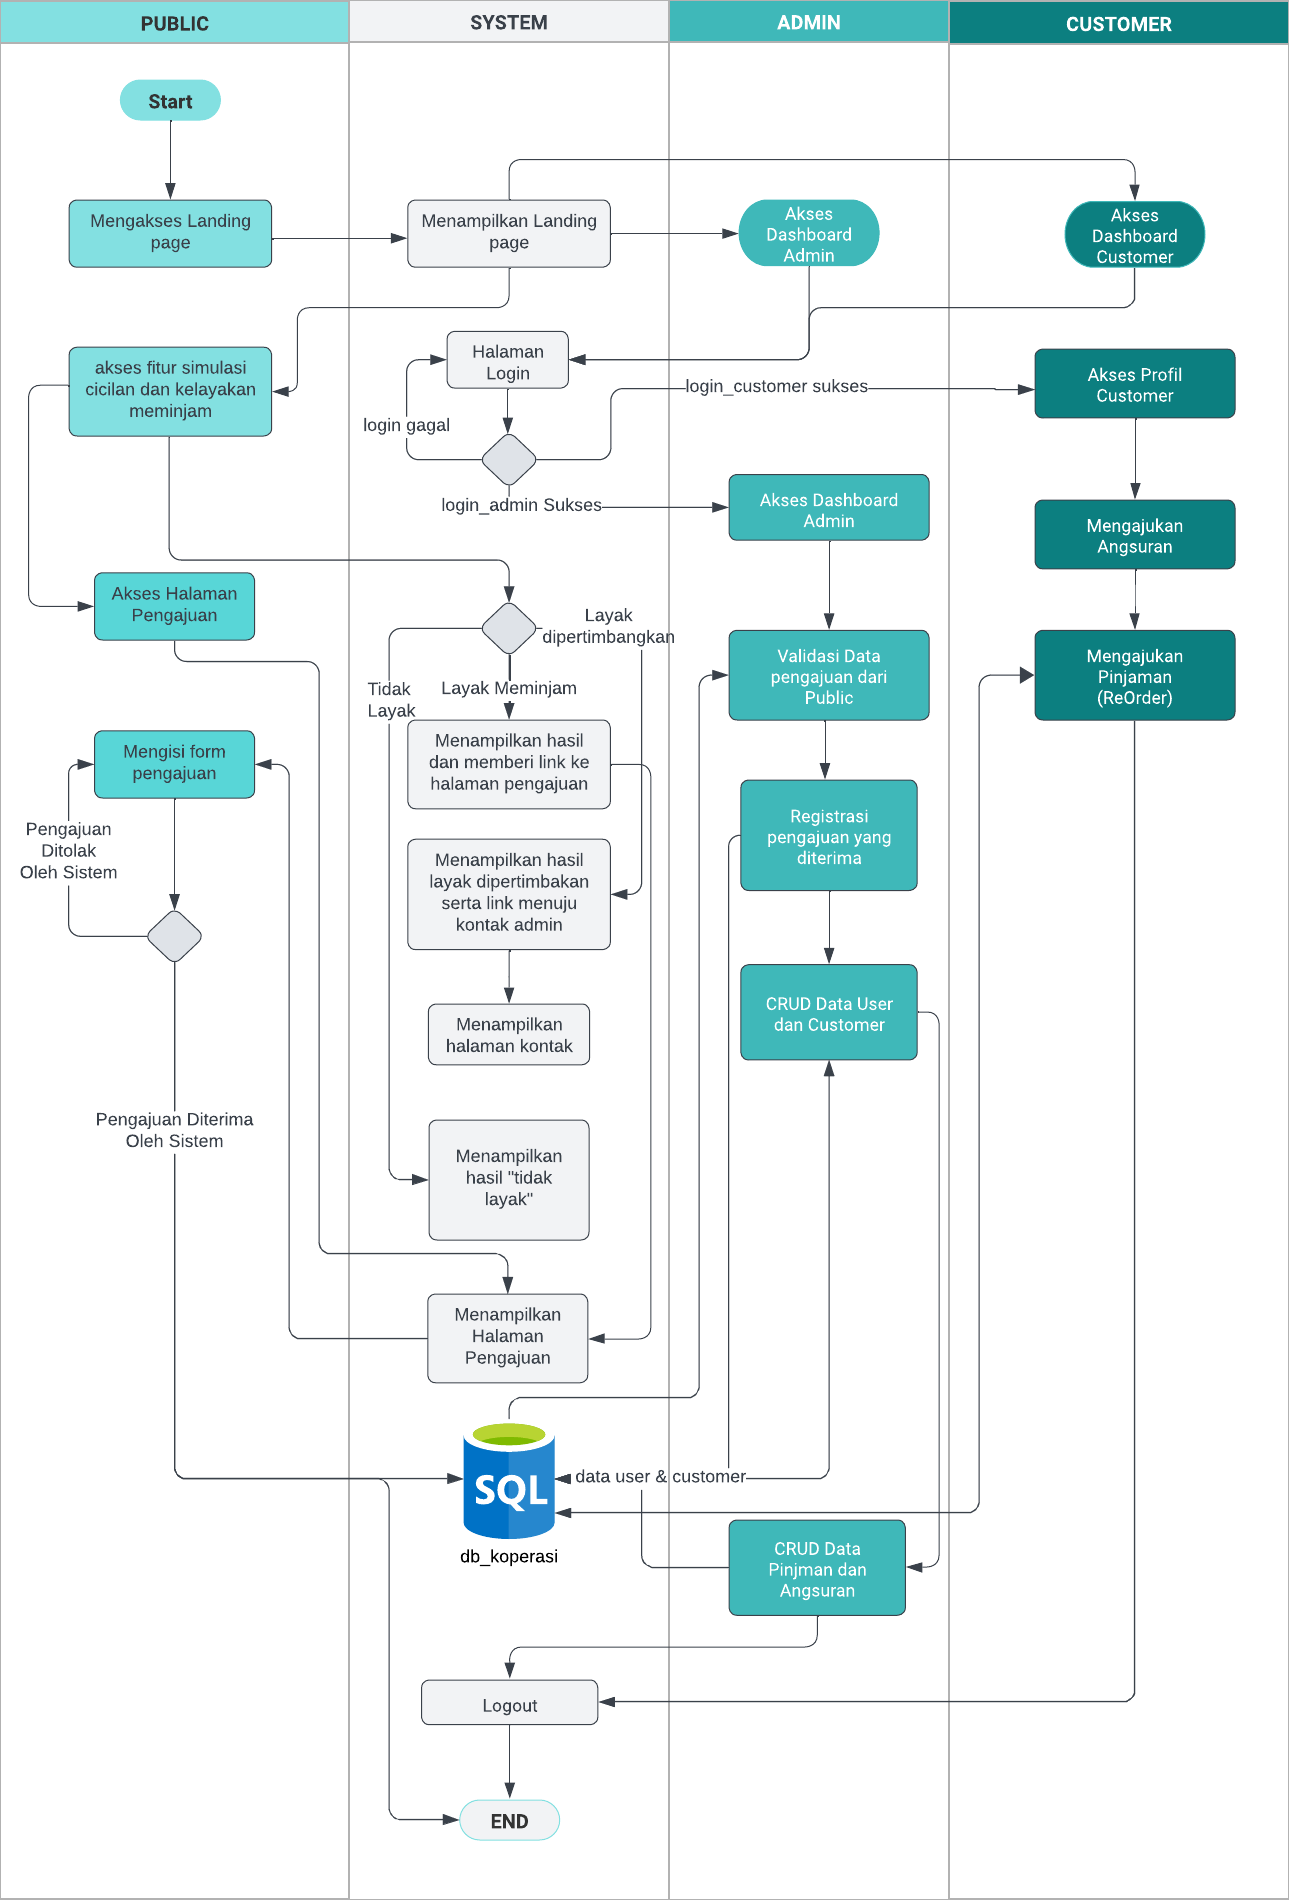 PUBLIC
SYSTEM
ADMIN
CUSTOMER
Start
Mengakses Landing
page
Menampilkan Landing
page
Akses
Dashboard
Admin
Akses
Dashboard
Customer
akses fitur simulasi
cicilan dan kelayakan
meminjam
Halaman
Login
login gagal
login_customer sukses
login_admin Sukses
Akses Profil
Customer
Akses Dashboard
Admin
Mengajukan
Angsuran
Akses Halaman
Pengajuan
Layak
dipertimbangkan
Tidak
Layak
Layak Meminjam
Validasi Data
pengajuan dari
Public
Mengajukan
Pinjaman
(ReOrder)
Mengisi form
pengajuan
Menampilkan hasil
dan memberi link ke
halaman pengajuan
Pengajuan
Ditolak
Oleh Sistem
Menampilkan hasil
layak dipertimbakan
serta link menuju
kontak admin
Registrasi
pengajuan yang
diterima
Menampilkan
halaman kontak
CRUD Data User
dan Customer
Pengajuan Diterima
Oleh Sistem
Menampilkan
hasil "tidak
layak"
Menampilkan
Halaman
Pengajuan
SQL
data user & customer
db_koperasi
CRUD Data
Pinjman dan
Angsuran
Logout
END